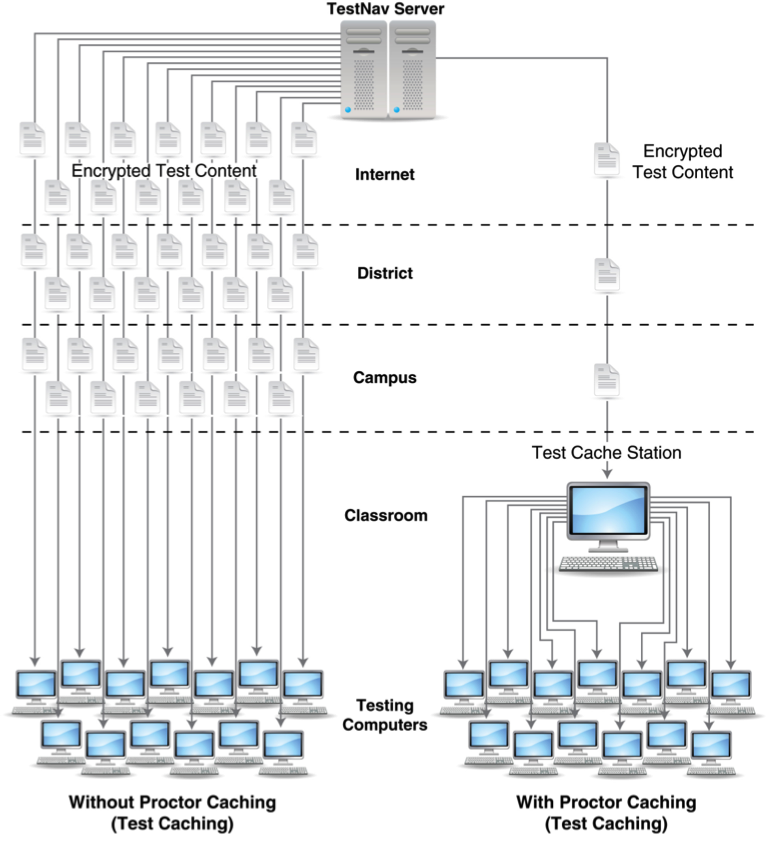 TestNav Server
Encrypted Test Content
Internet
Encrypted
Test Content
District
Campus
Test Cache Station
Classroom
Testing
Computers
Without Proctor Caching
(Test Caching)
With Proctor Caching
(Test Caching)